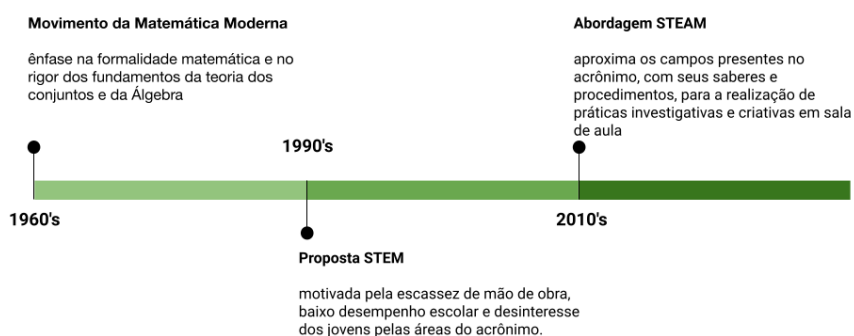 Movimento da Matemática Moderna
ênfase na formalidade matemática e no
rigor dos fundamentos da teoria dos
conjuntos e da Álgebra
1960's
1990's
Proposta STEM
motivada pela escassez de mão de obra,
baixo desempenho escolar e desinteresse
dos jovens pelas áreas do acrônimo.
Abordagem STEAM
aproxima os campos presentes no
acrônimo, com seus saberes e
procedimentos, para a realização de
práticas investigativas e criativas em sala
de aula
2010's